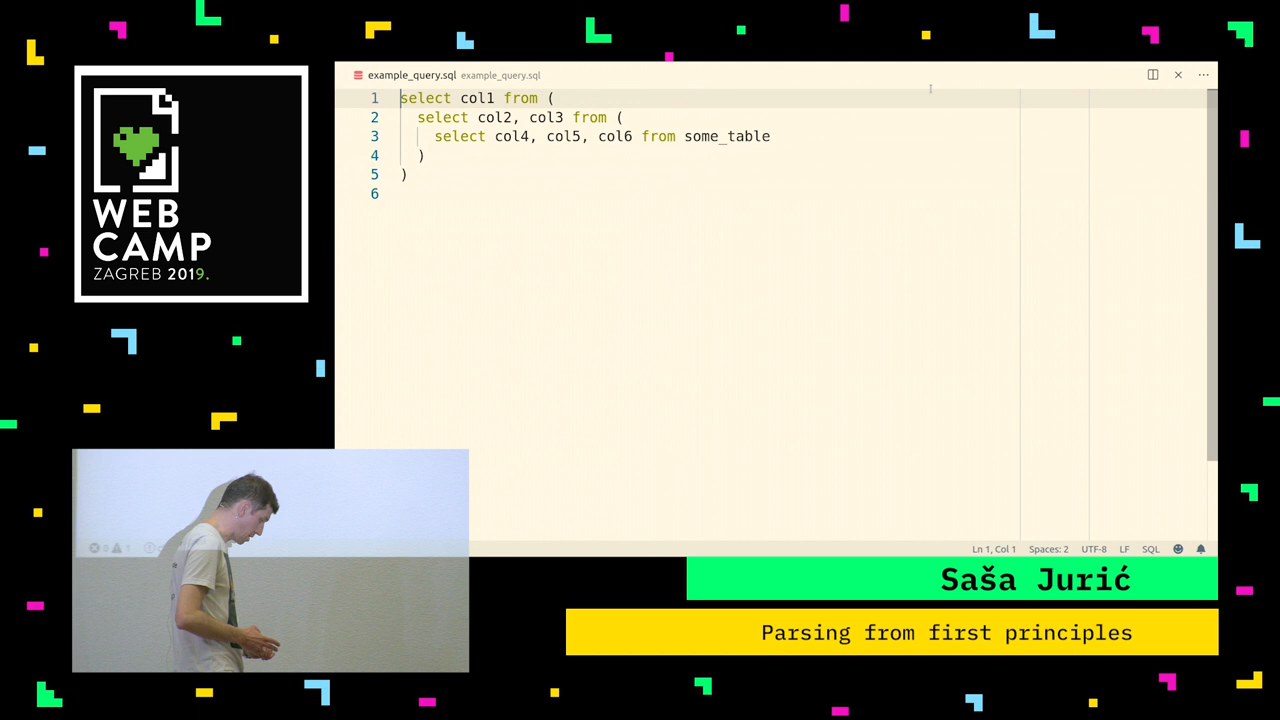 WEB
CAMP
ZAGREB 2019.
example_query.sql example_query.sql
1 select col1 from (
2 select col2, col3 from (
3 select col4, col5, col6 from some_table
4 )
5 )
6
Ln 1, Col 1 Spaces: 2 UTF-8 LF SQL
Saša Jurić
Parsing from first principles